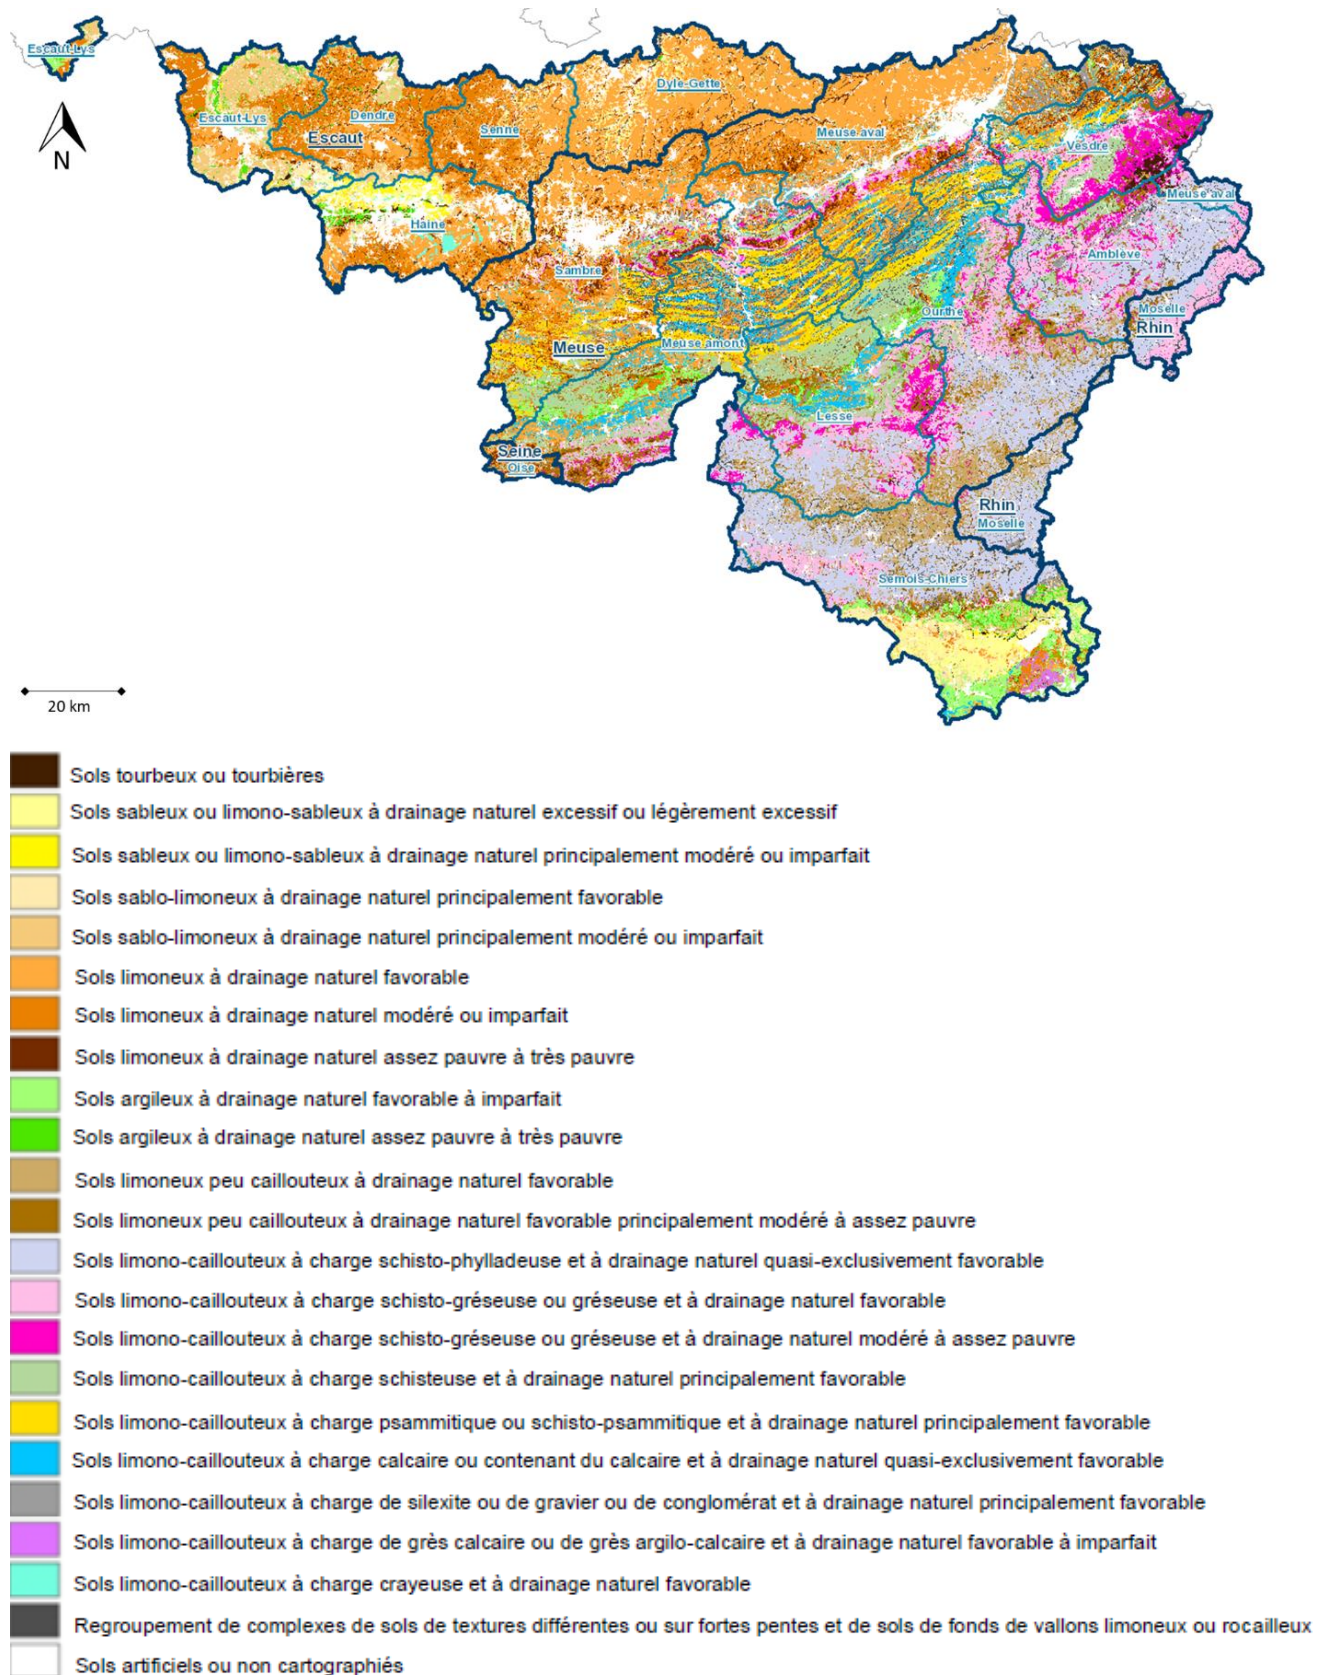 Escaut-Lys
Dyle-Gette
Escaut-Lys
Dendre
Escaut
Senne
Meuse aval
Vesdre
N
Meuse aval
Haine
Amblève
Sambre
Ourthe
Moselle
Rhin
Meuse
Meuse amont
Lesse
Seine
Oise
Rhin
Moselle
Semois-Chiers
20 km
Sols tourbeux ou tourbières
Sols sableux ou limono-sableux à drainage naturel excessif ou légèrement excessif
Sols sableux ou limono-sableux à drainage naturel principalement modéré ou imparfait
Sols sablo-limoneux à drainage naturel principalement favorable
Sols sablo-limoneux à drainage naturel principalement modéré ou imparfait
Sols limoneux à drainage naturel favorable
Sols limoneux à drainage naturel modéré ou imparfait
Sols limoneux à drainage naturel assez pauvre à très pauvre
Sols argileux à drainage naturel favorable à imparfait
Sols argileux à drainage naturel assez pauvre à très pauvre
Sols limoneux peu caillouteux à drainage naturel favorable
Sols limoneux peu caillouteux à drainage naturel favorable principalement modéré à assez pauvre
Sols limono-caillouteux à charge schisto-phylladeuse et à drainage naturel quasi-exclusivement favorable
Sols limono-caillouteux à charge schisto-gréseuse ou gréseuse et à drainage naturel favorable
Sols limono-caillouteux à charge schisto-gréseuse ou gréseuse et à drainage naturel modéré à assez pauvre
Sols limono-caillouteux à charge schisteuse et à drainage naturel principalement favorable
Sols limono-caillouteux à charge psammitique ou schisto-psammitique et à drainage naturel principalement favorable
Sols limono-caillouteux à charge calcaire ou contenant du calcaire et à drainage naturel quasi-exclusivement favorable
Sols limono-caillouteux à charge de silexite ou de gravier ou de conglomérat et à drainage naturel principalement favorable
Sols limono-caillouteux à charge de grès calcaire ou de grès argilo-calcaire et à drainage naturel favorable à imparfait
Sols limono-caillouteux à charge crayeuse et à drainage naturel favorable
Regroupement de complexes de sols de textures différentes ou sur fortes pentes et de sols de fonds de vallons limoneux ou rocailleux
Sols artificiels ou non cartographiés